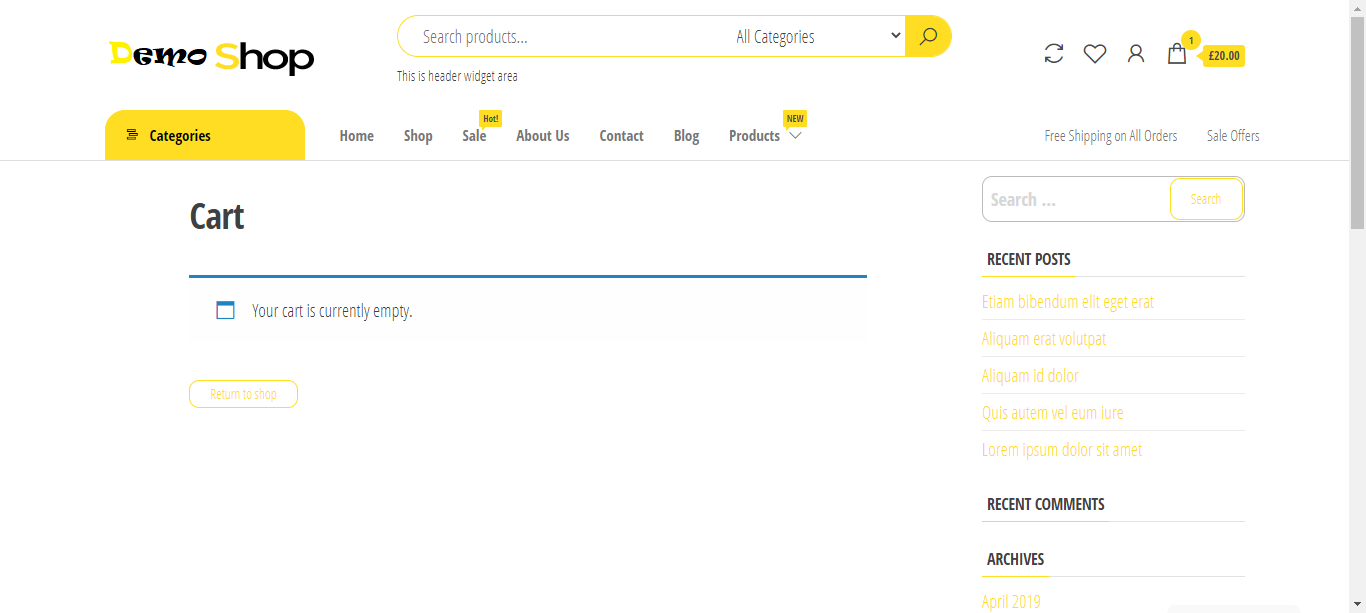 Demo Shop
Search products...
All Categories
This is header widget area
1
£20.00
Categories
Home
Shop
Sale
Hot!
About Us
Contact
Blog
Products
NEW
Free Shipping on All Orders
Sale Offers
Cart
Your cart is currently empty.
Return to shop
Search ...
Search
RECENT POSTS
Etiam bibendum elit eget erat
Aliquam erat volutpat
Aliquam id dolor
Quis autem vel eum iure
Lorem ipsum dolor sit amet
RECENT COMMENTS
ARCHIVES
April 2019